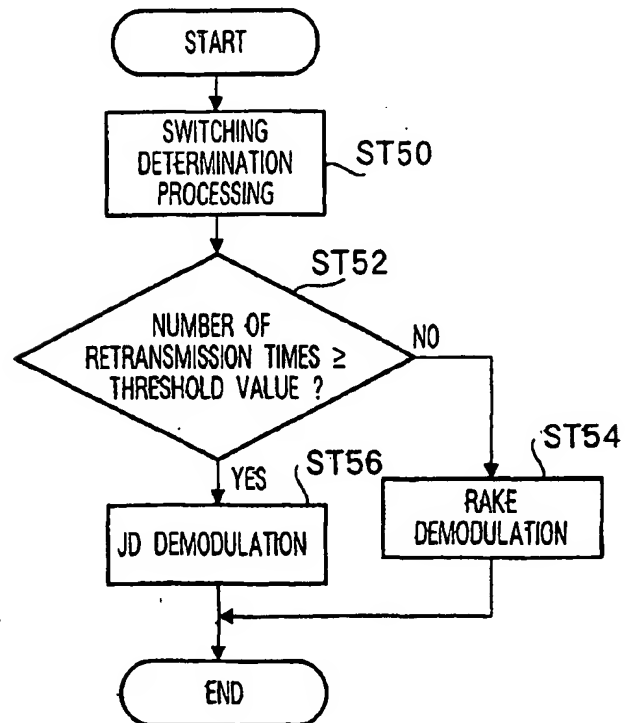 START
SWITCHING
DETERMINATION
PROCESSING
ST50
ST52
NUMBER OF
RETRANSMISSION TIMES ≥
THRESHOLD VALUE ?
NO
YES
ST56
JD DEMODULATION
ST54
RAKE
DEMODULATION
END